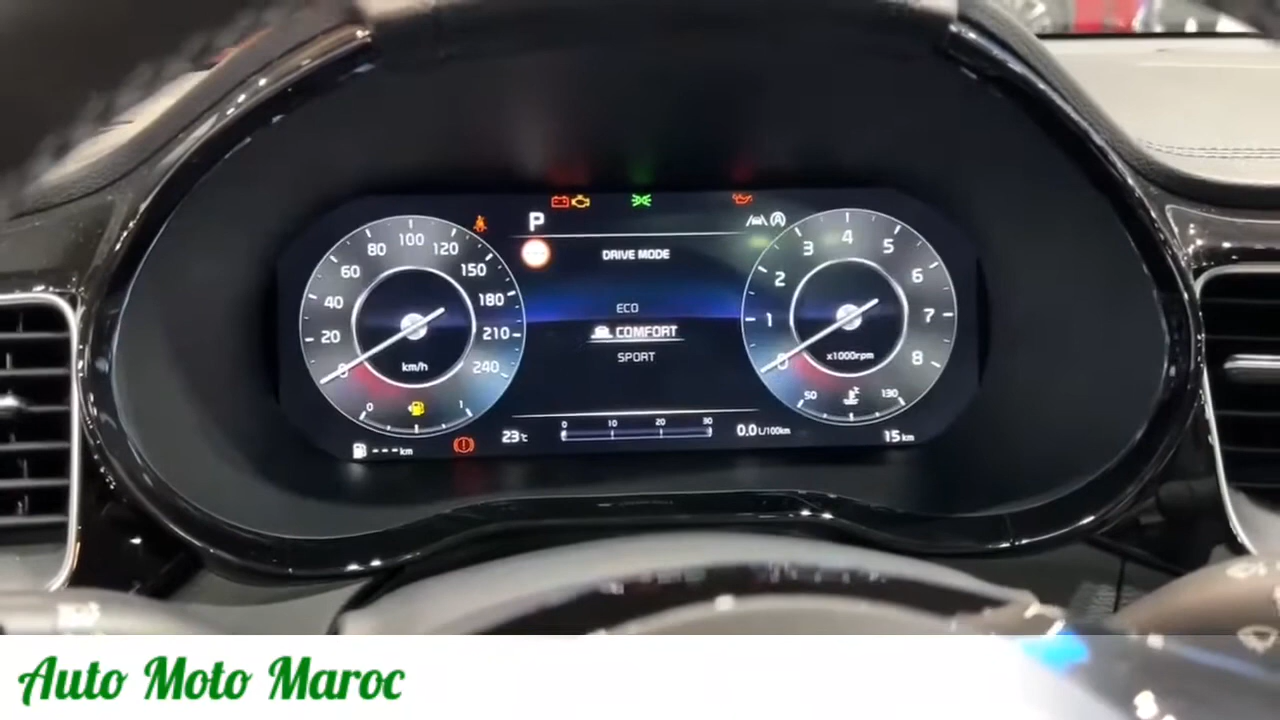 P
DRIVE MODE
ECO
COMFORT
SPORT
0 20 40 60 80 100 120 150 180 210 240
km/h
0 1
0 1 2 3 4 5 6 7 8
x1000rpm
50 130
---km
23°C
0 10 20 30
0.0 L/100km
15 km
Auto Moto Maroc